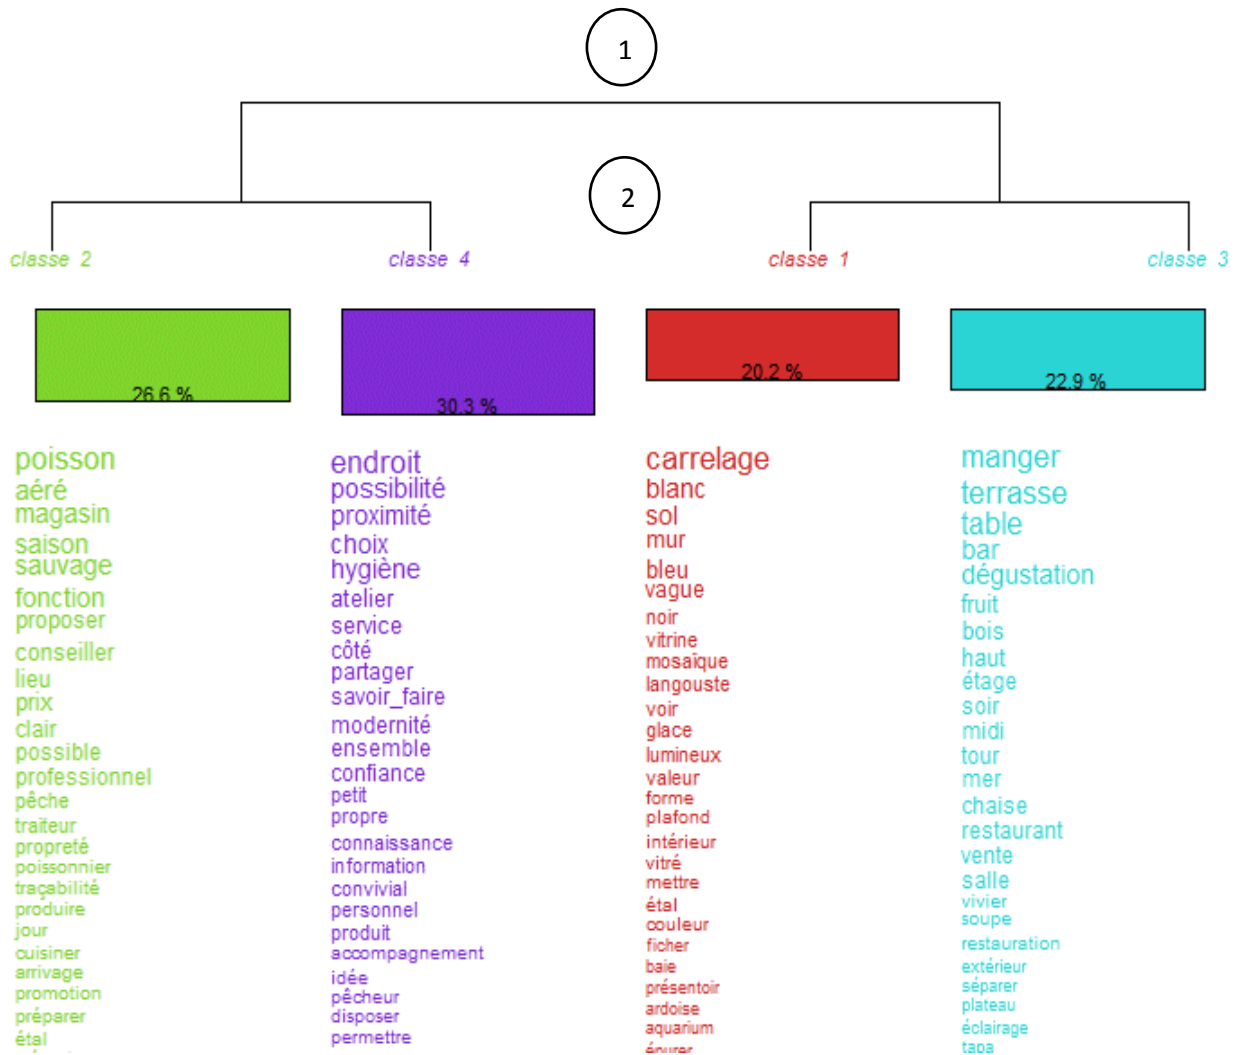 1
2
classe 2
classe 4
classe 1
classe 3
26.6 %
30.3 %
20.2 %
22.9 %
poisson
aéré
magasin
saison
sauvage
fonction
proposer
conseiller
lieu
prix
clair
possible
professionnel
pêche
traiteur
propreté
poissonnier
traçabilité
produire
jour
cuisiner
arrivage
promotion
préparer
étal
endroit
possibilité
proximité
choix
hygiène
atelier
service
côté
partager
savoir_faire
modernité
ensemble
confiance
petit
propre
connaissance
information
convivial
personnel
produit
accompagnement
idée
pêcheur
disposer
permettre
carrelage
blanc
sol
mur
bleu
vague
noir
vitrine
mosaïque
langouste
voir
glace
lumineux
valeur
forme
plafond
intérieur
vitré
mettre
étal
couleur
ficher
baie
présentoir
ardoise
aquarium
épurer
manger
terrasse
table
bar
dégustation
fruit
bois
haut
étage
soir
midi
tour
mer
chaise
restaurant
vente
salle
vivier
soupe
restauration
extérieur
séparer
plateau
éclairage
tapa